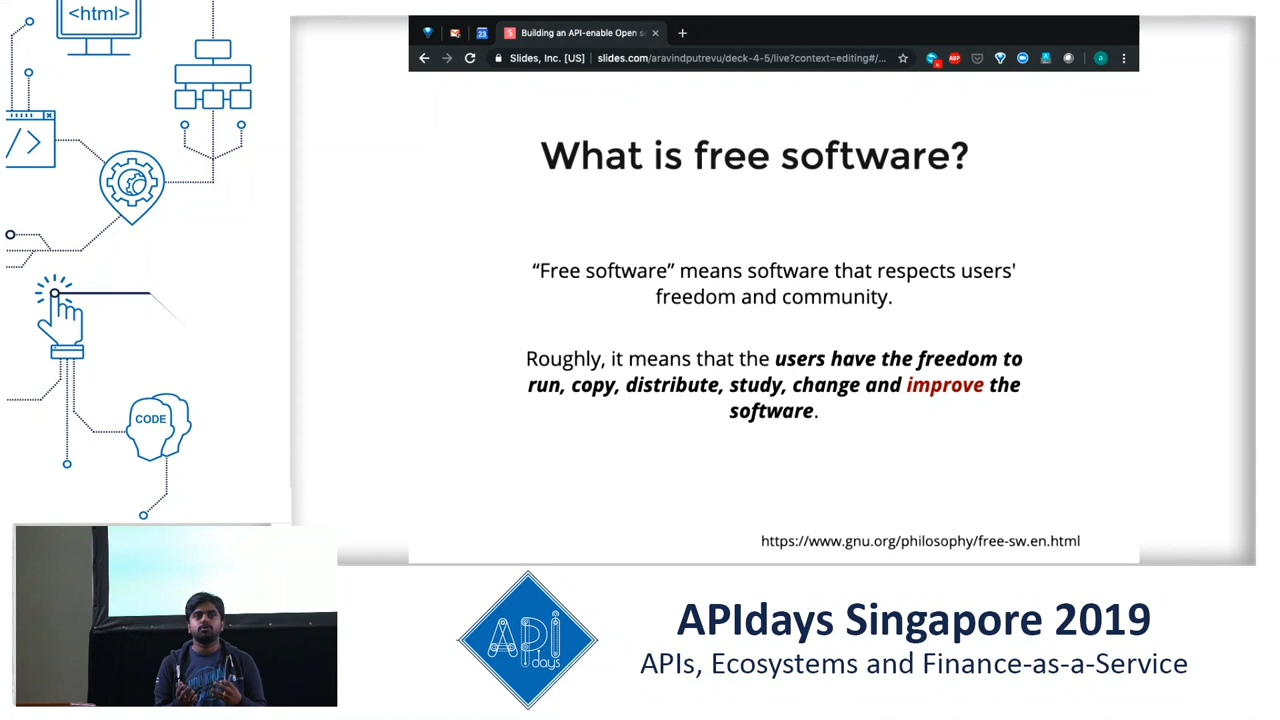 <html>
</>
CODE
23
S
Building an API-enable Open s
Slides, Inc. [US]
slides.com/aravindputrevu/deck-4-5/live?context=editing#/...
ABP
a
What is free software?
“Free software” means software that respects users'
freedom and community.
Roughly, it means that the users have the freedom to
run, copy, distribute, study, change and improve the
software.
https://www.gnu.org/philosophy/free-sw.en.html
API
days
APIdays Singapore 2019
APIs, Ecosystems and Finance-as-a-Service